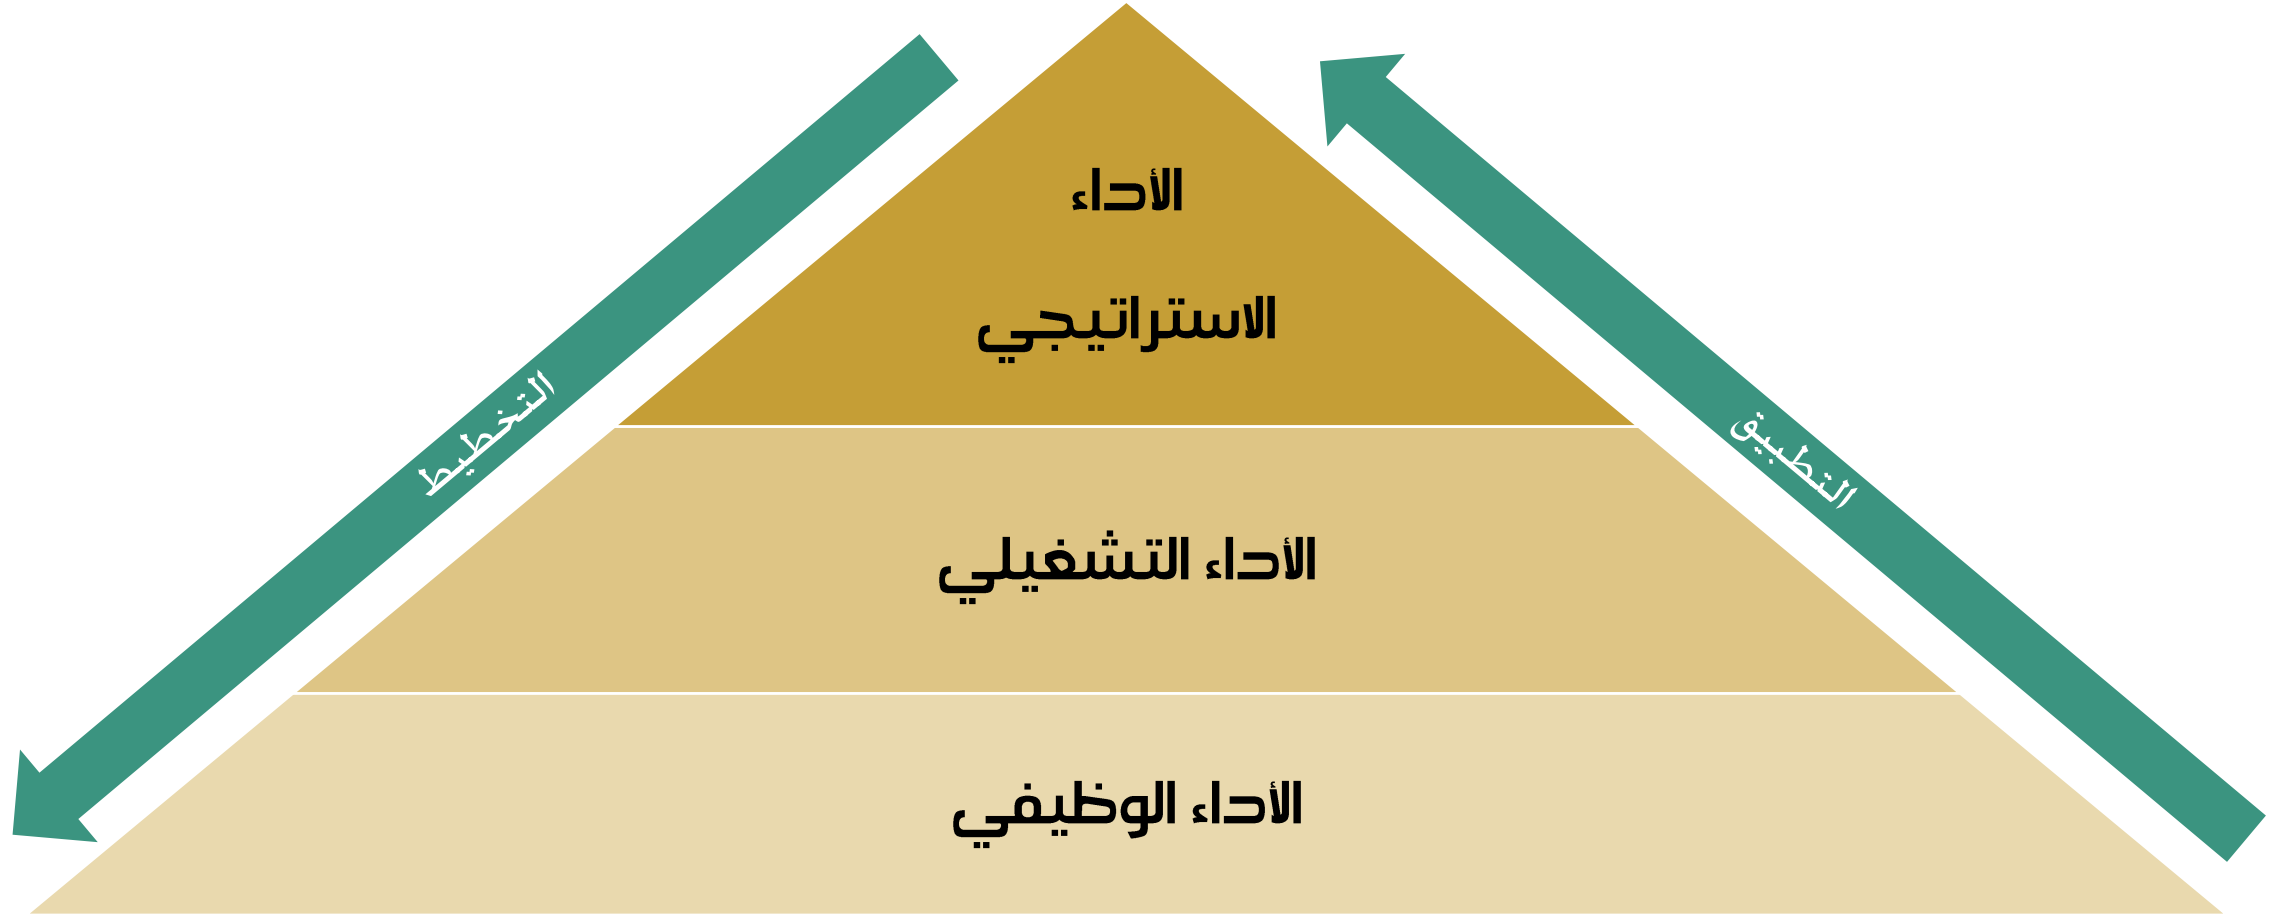 الأداء
الاستراتيجي
التطبيق
التخطيط
الأداء التشغيلي
الأداء الوظيفي